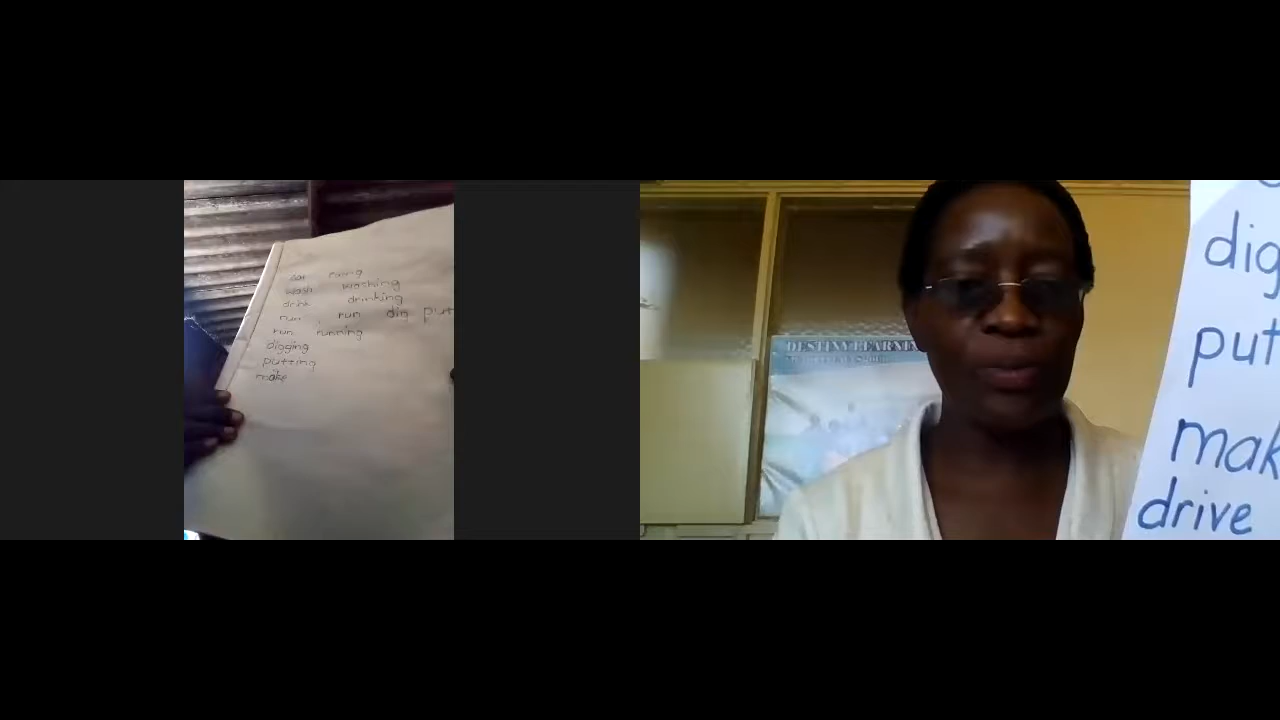 wash washing
drink drinking
run run dig put
run running
digging
putting
make
DESTINY LEARNIN
dig
put
mak
drive